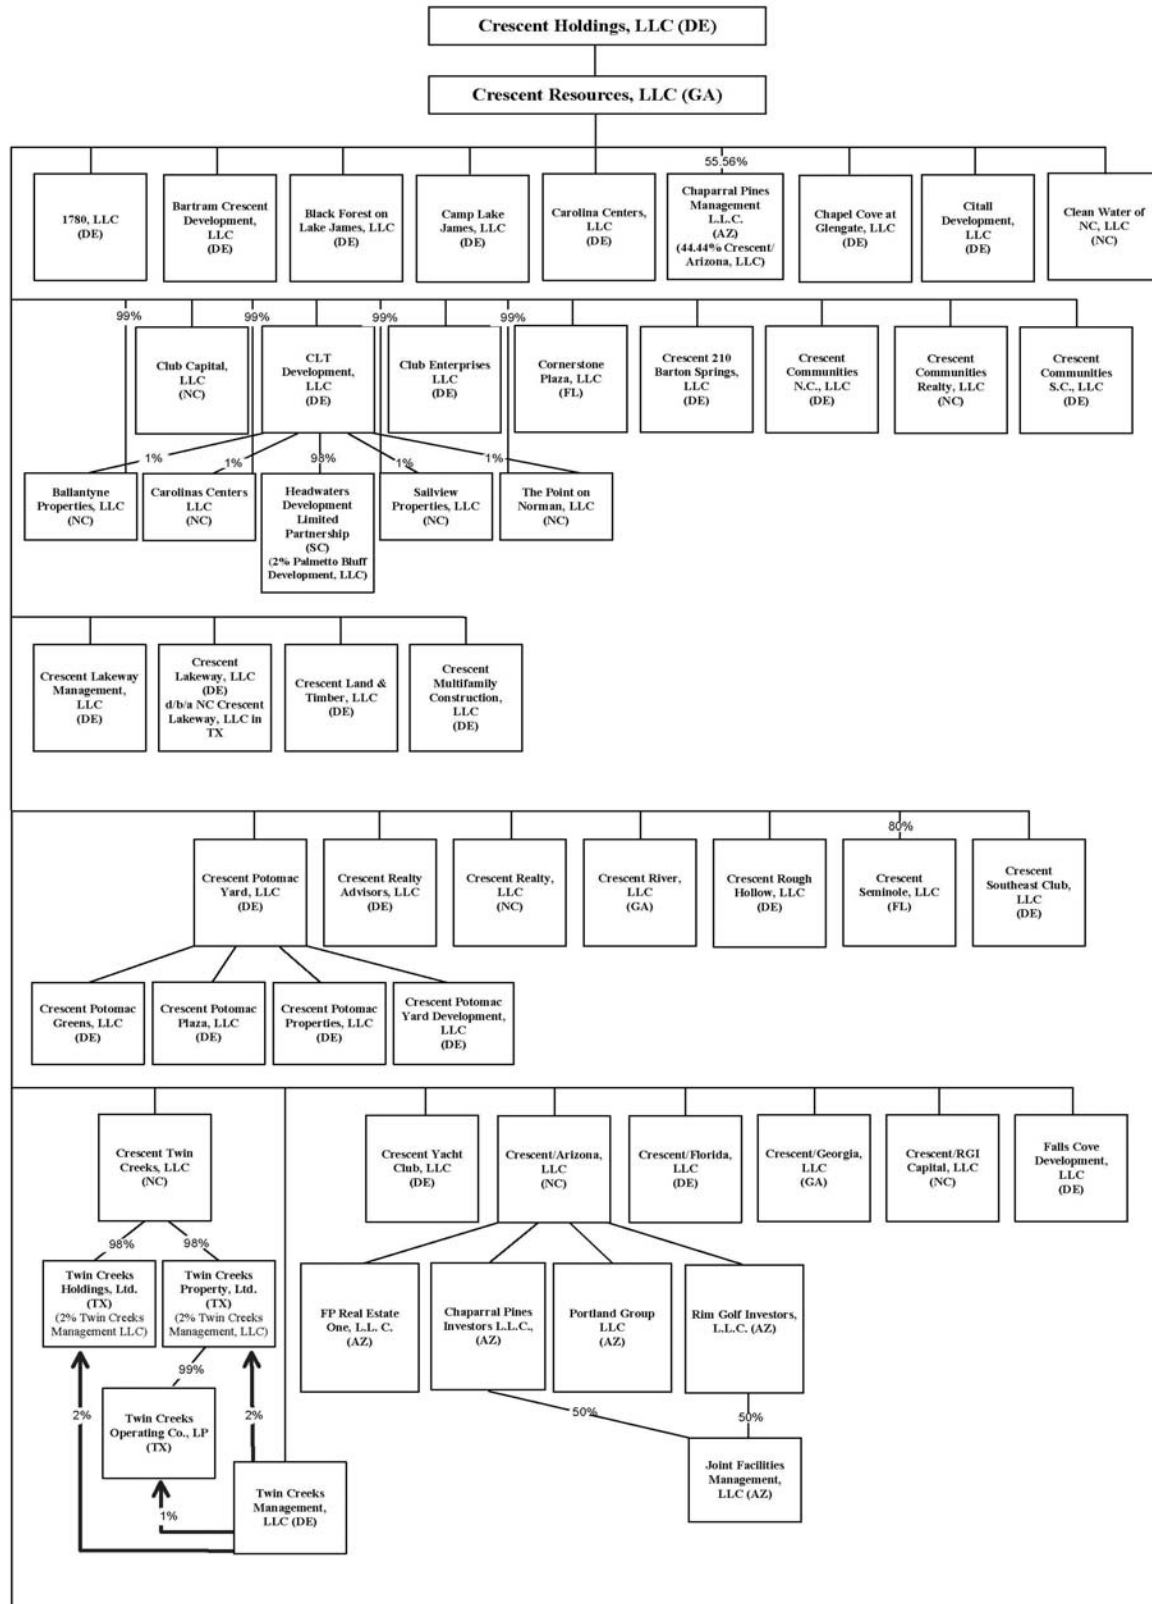 Crescent Holdings, LLC (DE)
Crescent Resources, LLC (GA)
55.56%
1780, LLC
(DE)
Bartram Crescent
Development,
LLC
(DE)
Black Forest on
Lake James, LLC
(DE)
Camp Lake
James, LLC
(DE)
Carolina Centers,
LLC
(DE)
Chaparral Pines
Management
L.L.C.
(AZ)
(44.44% Crescent/
Arizona, LLC)
Chapel Cove at
Glengate, LLC
(DE)
Citall
Development,
LLC
(DE)
Clean Water of
NC, LLC
(NC)
99%
99%
99%
99%
Club Capital,
LLC
(NC)
CLT
Development,
LLC
(DE)
Club Enterprises
LLC
(DE)
Cornerstone
Plaza, LLC
(FL)
Crescent 210
Barton Springs,
LLC
(DE)
Crescent
Communities
N.C., LLC
(DE)
Crescent
Communities
Realty, LLC
(NC)
Crescent
Communities
S.C., LLC
(DE)
1%
1%
98%
1%
1%
Ballantyne
Properties, LLC
(NC)
Carolinas Centers
LLC
(NC)
Headwaters
Development
Limited
Partnership
(SC)
(2% Palmetto Bluff
Development, LLC)
Sailview
Properties, LLC
(NC)
The Point on
Norman, LLC
(NC)
Crescent Lakeway
Management,
LLC
(DE)
Crescent
Lakeway, LLC
(DE)
d/b/a NC Crescent
Lakeway, LLC in
TX
Crescent Land &
Timber, LLC
(DE)
Crescent
Multifamily
Construction,
LLC
(DE)
80%
Crescent Potomac
Yard, LLC
(DE)
Crescent Realty
Advisors, LLC
(DE)
Crescent Realty,
LLC
(NC)
Crescent River,
LLC
(GA)
Crescent Rough
Hollow, LLC
(DE)
Crescent
Seminole, LLC
(FL)
Crescent
Southeast Club,
LLC
(DE)
Crescent Potomac
Greens, LLC
(DE)
Crescent Potomac
Plaza, LLC
(DE)
Crescent Potomac
Properties, LLC
(DE)
Crescent Potomac
Yard Development,
LLC
(DE)
Crescent Twin
Creeks, LLC
(NC)
Crescent Yacht
Club, LLC
(DE)
Crescent/Arizona,
LLC
(NC)
Crescent/Florida,
LLC
(DE)
Crescent/Georgia,
LLC
(GA)
Crescent/RGI
Capital, LLC
(NC)
Falls Cove
Development,
LLC
(DE)
98%
98%
Twin Creeks
Holdings, Ltd.
(TX)
(2% Twin Creeks
Management LLC)
Twin Creeks
Property, Ltd.
(TX)
(2% Twin Creeks
Management, LLC)
FP Real Estate
One, L.L. C.
(AZ)
Chaparral Pines
Investors L.L.C.,
(AZ)
Portland Group
LLC
(AZ)
Rim Golf Investors,
L.L.C. (AZ)
99%
2%
2%
50%
50%
Twin Creeks
Operating Co., LP
(TX)
1%
Twin Creeks
Management,
LLC (DE)
Joint Facilities
Management,
LLC (AZ)